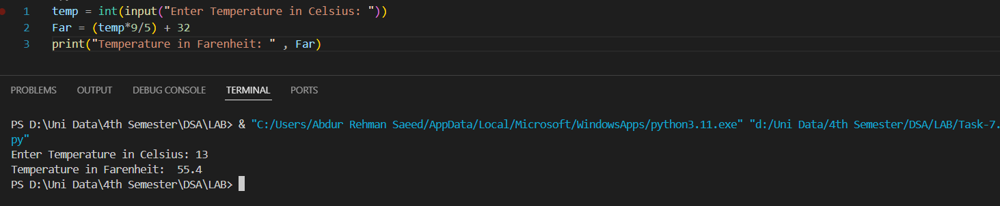 1 temp = int(input("Enter Temperature in Celsius: "))
2 Far = (temp*9/5) + 32
3 print("Temperature in Farenheit: " , Far)
PROBLEMS OUTPUT DEBUG CONSOLE TERMINAL PORTS
PS D:\Uni Data\4th Semester\DSA\LAB> & "C:/Users/Abdur Rehman Saeed/AppData/Local/Microsoft/WindowsApps/python3.11.exe" "d:/Uni Data/4th Semester/DSA/LAB/Task-7.
py"
Enter Temperature in Celsius: 13
Temperature in Farenheit:  55.4
PS D:\Uni Data\4th Semester\DSA\LAB>